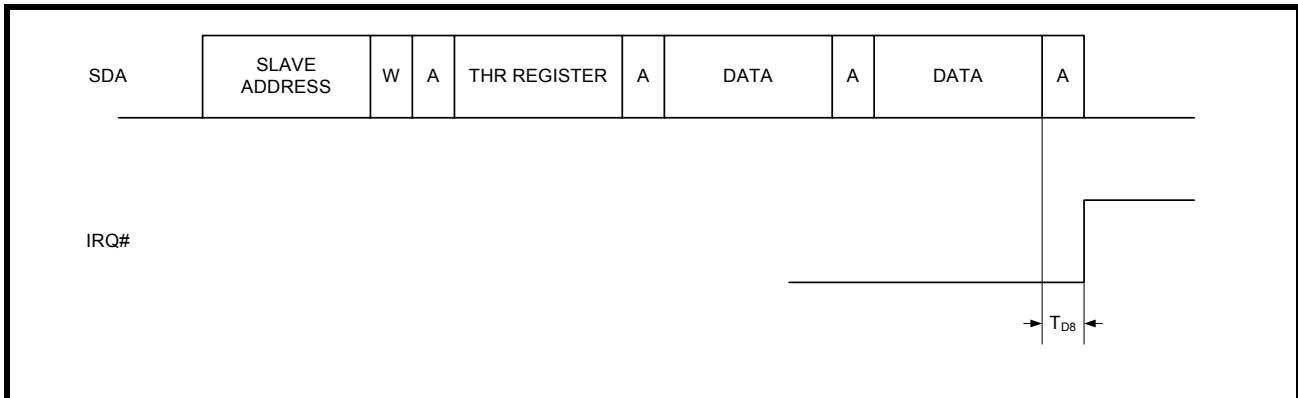 SDA
SLAVE
ADDRESS
W
A
THR REGISTER
A
DATA
A
DATA
A
IRQ#
TD8